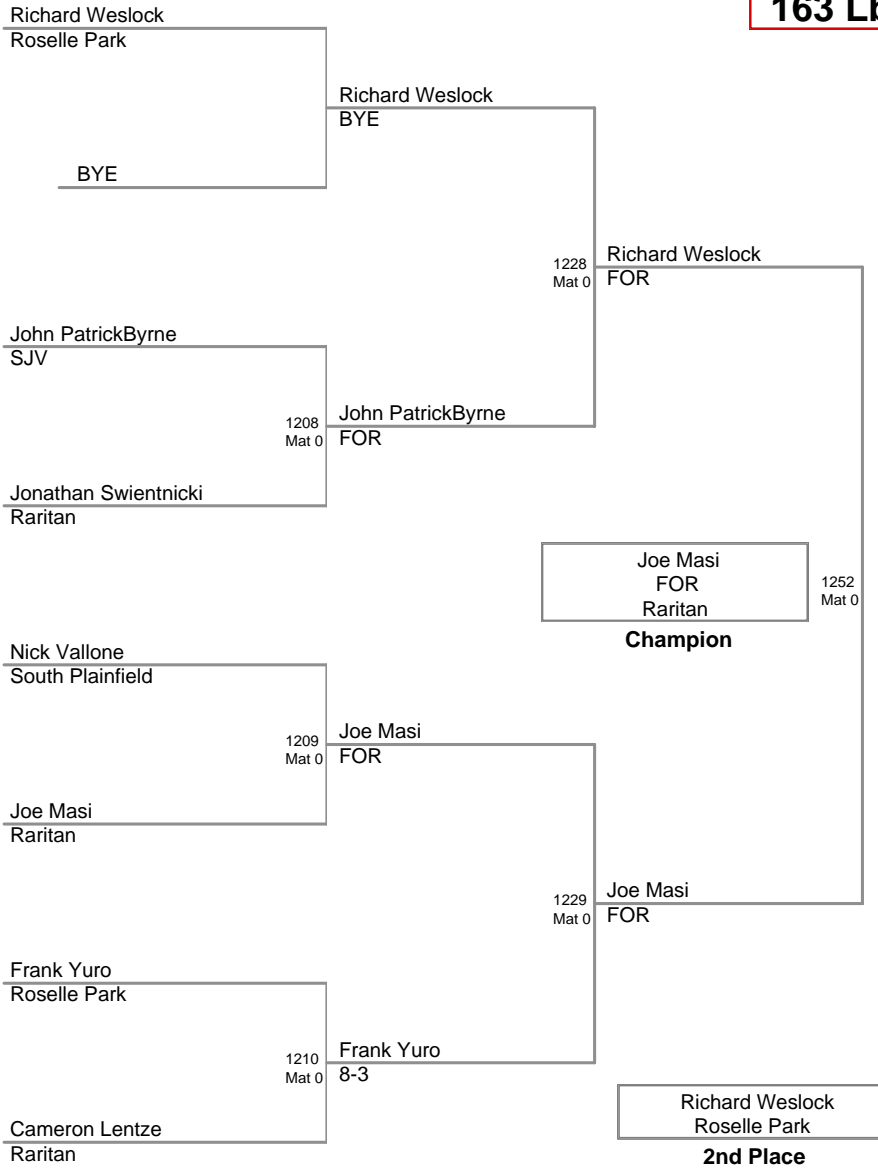 163 Lb
Richard Weslock
Roselle Park
Richard Weslock
BYE
BYE
1228
Mat 0
Richard Weslock
FOR
John PatrickByrne
SJV
1208
Mat 0
John PatrickByrne
FOR
Jonathan Swientnicki
Raritan
Joe Masi
FOR
Raritan
Champion
1252
Mat 0
Nick Vallone
South Plainfield
1209
Mat 0
Joe Masi
FOR
Joe Masi
Raritan
1229
Mat 0
Joe Masi
FOR
Frank Yuro
Roselle Park
1210
Mat 0
Frank Yuro
8-3
Cameron Lentze
Raritan
Richard Weslock
Roselle Park
2nd Place